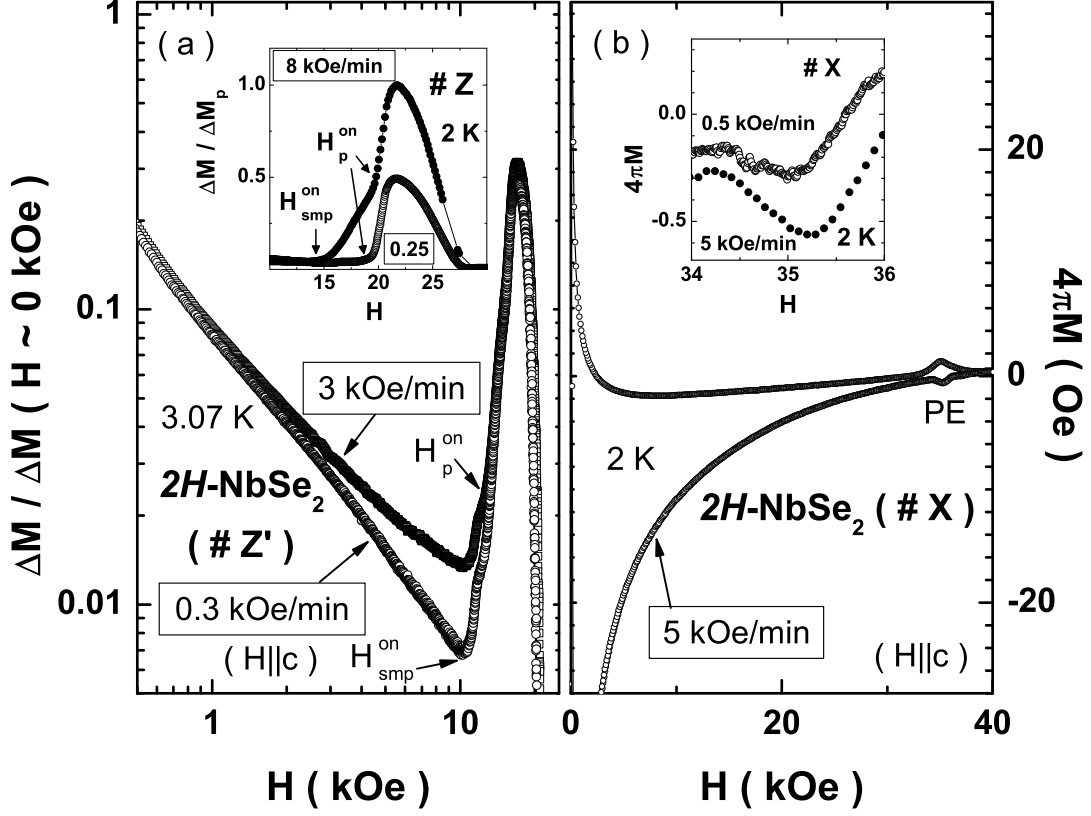 ( a )
1
0.1
0.01
ΔM / ΔM ( H ~ 0 kOe )
1
10
H ( kOe )
8 kOe/min
# Z
2 K
1.0
0.5
ΔM / ΔM_p
H_p^on
H_smp^on
0.25
15
20
25
H
3 kOe/min
3.07 K
H_p^on
2H-NbSe_2
( # Z' )
0.3 kOe/min
( H||c )
H_smp^on
( b )
# X
0.0
-0.5
4πM
0.5 kOe/min
5 kOe/min
2 K
34
35
36
H
20
0
-20
4πM ( Oe )
PE
2 K
2H-NbSe_2 ( # X )
5 kOe/min
( H||c )
0
20
40
H ( kOe )